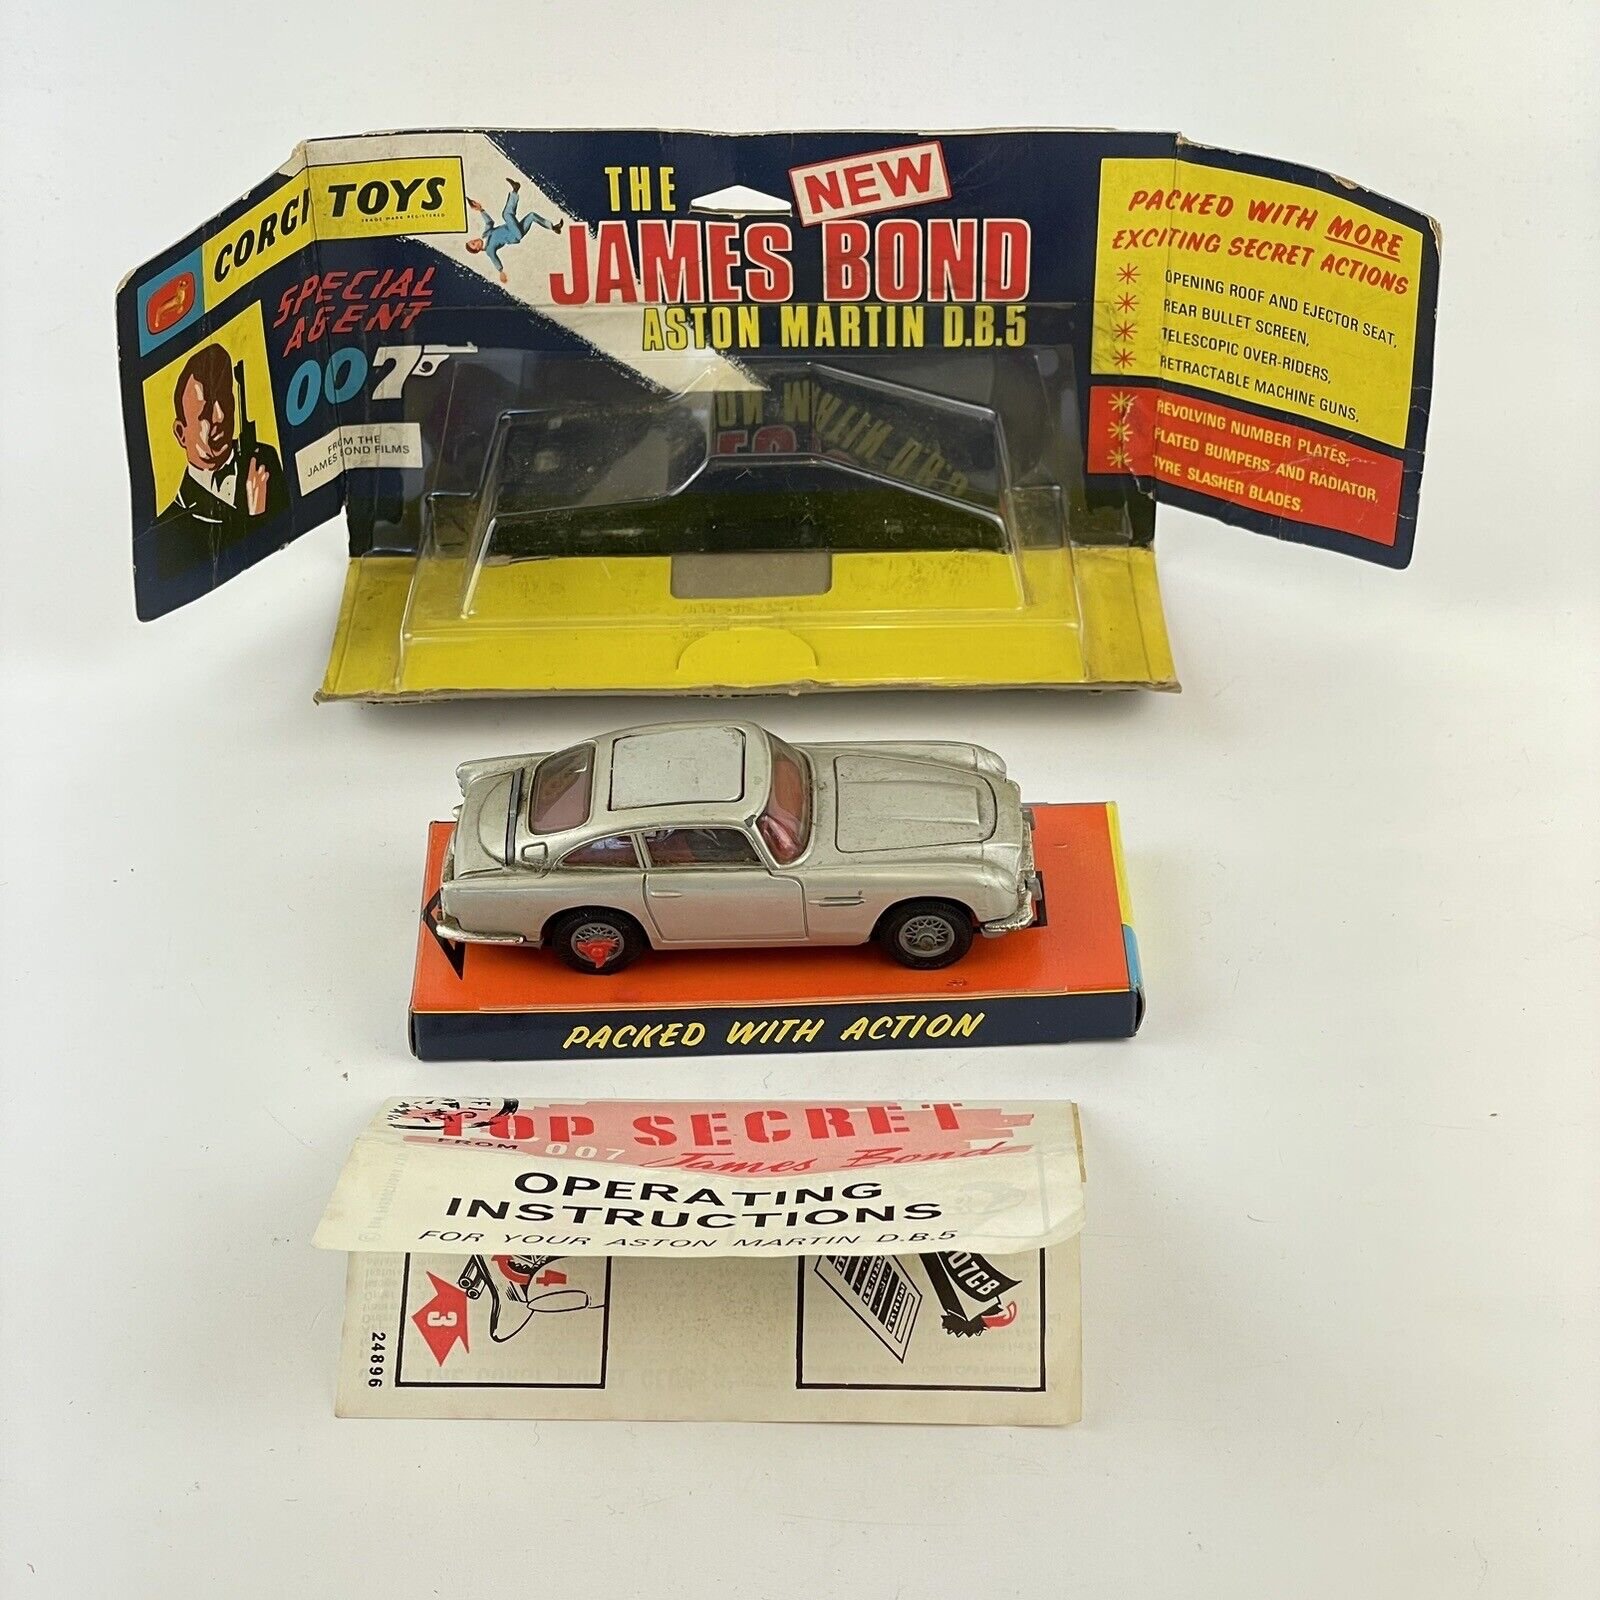 CORGI TOYS
TRADE MARK REGISTERED
SPECIAL
AGENT
007
FROM THE
JAMES BOND FILMS
THE
NEW
JAMES BOND
ASTON MARTIN D.B.5
PACKED WITH MORE
EXCITING SECRET ACTIONS
OPENING ROOF AND EJECTOR SEAT,
REAR BULLET SCREEN,
TELESCOPIC OVER-RIDERS,
RETRACTABLE MACHINE GUNS,
REVOLVING NUMBER PLATES,
PLATED BUMPERS AND RADIATOR,
TYRE SLASHER BLADES.
PACKED WITH ACTION
TOP SECRET
FROM 007 James Bond
OPERATING
INSTRUCTIONS
FOR YOUR ASTON MARTIN D.B.5
3
4
007GB
24896